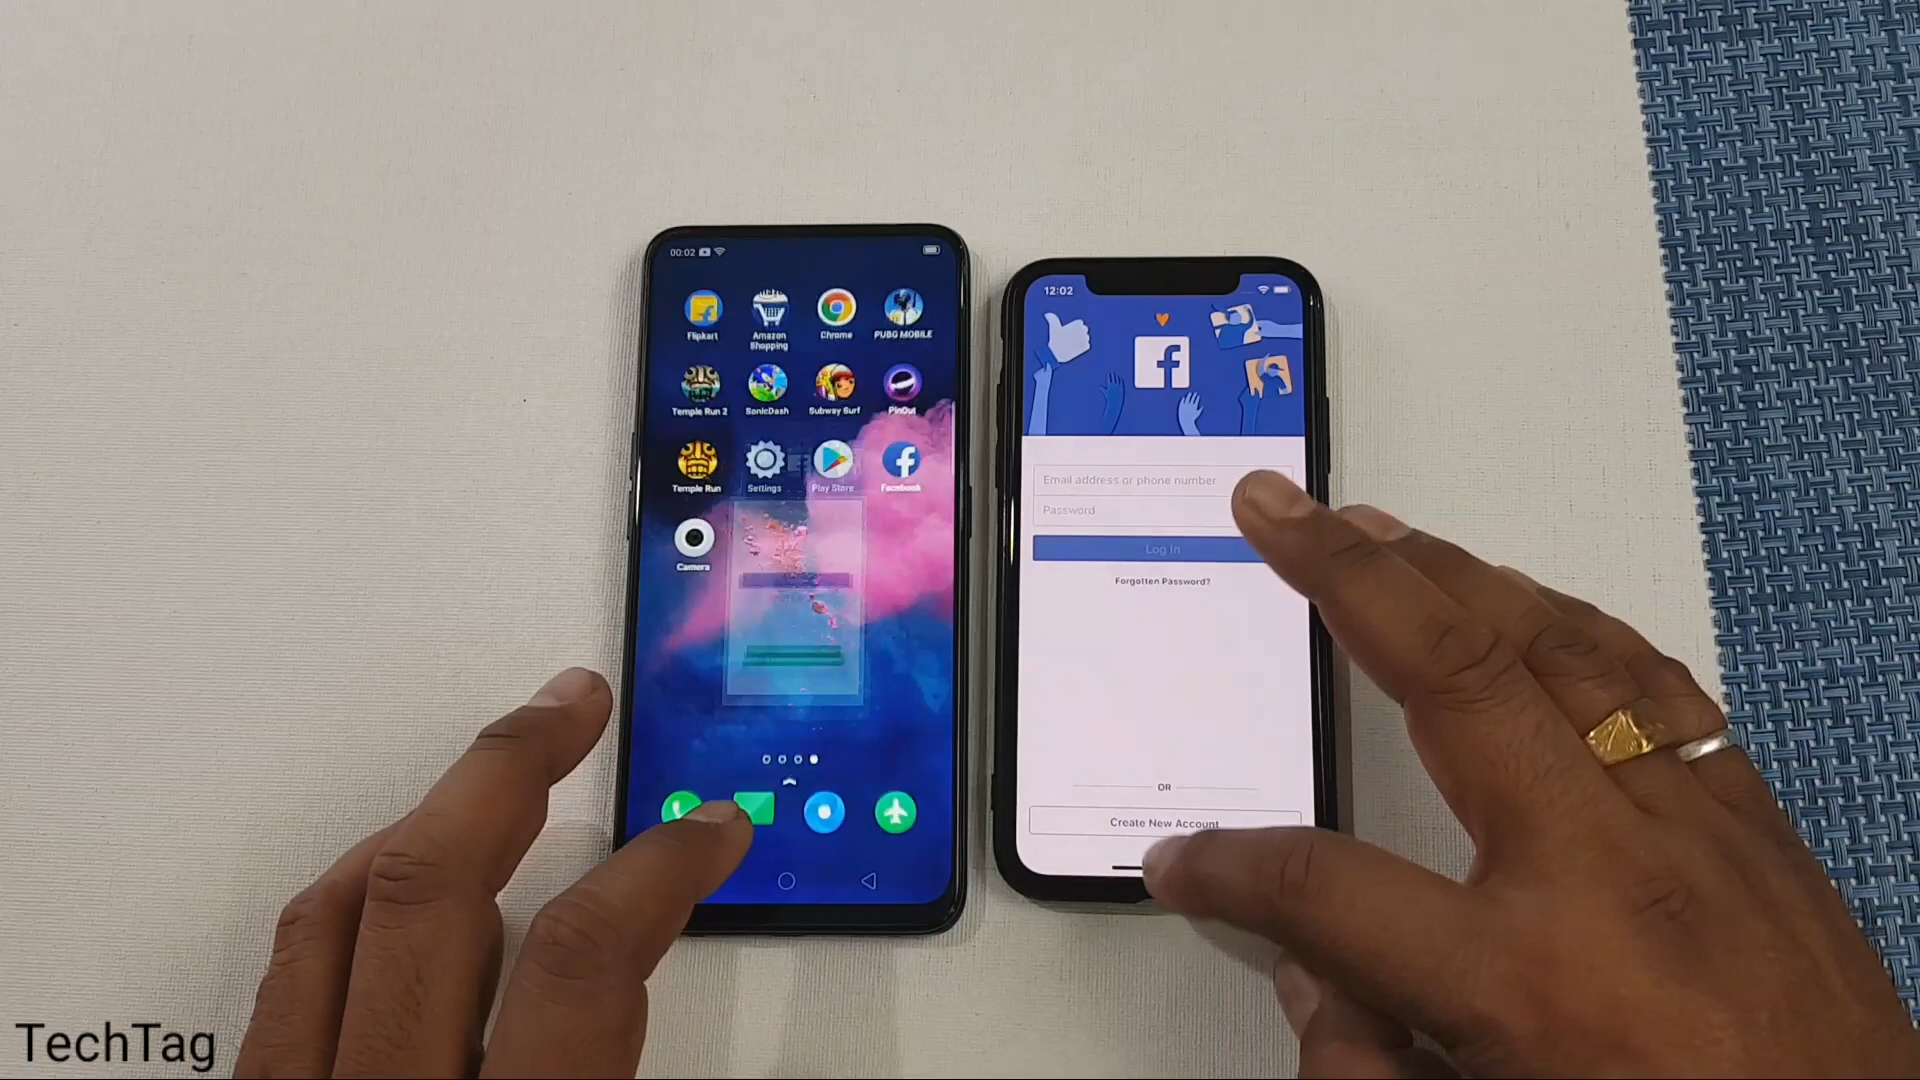 00:02
Flipkart
Amazon
Shopping
Chrome
PUBG MOBILE
Temple Run 2
SonicDash
Subway Surf
PinOut
Temple Run
Settings
Play Store
Facebook
Camera
12:02
Email address or phone number
Password
Log In
Forgotten Password?
OR
Create New Account
TechTag